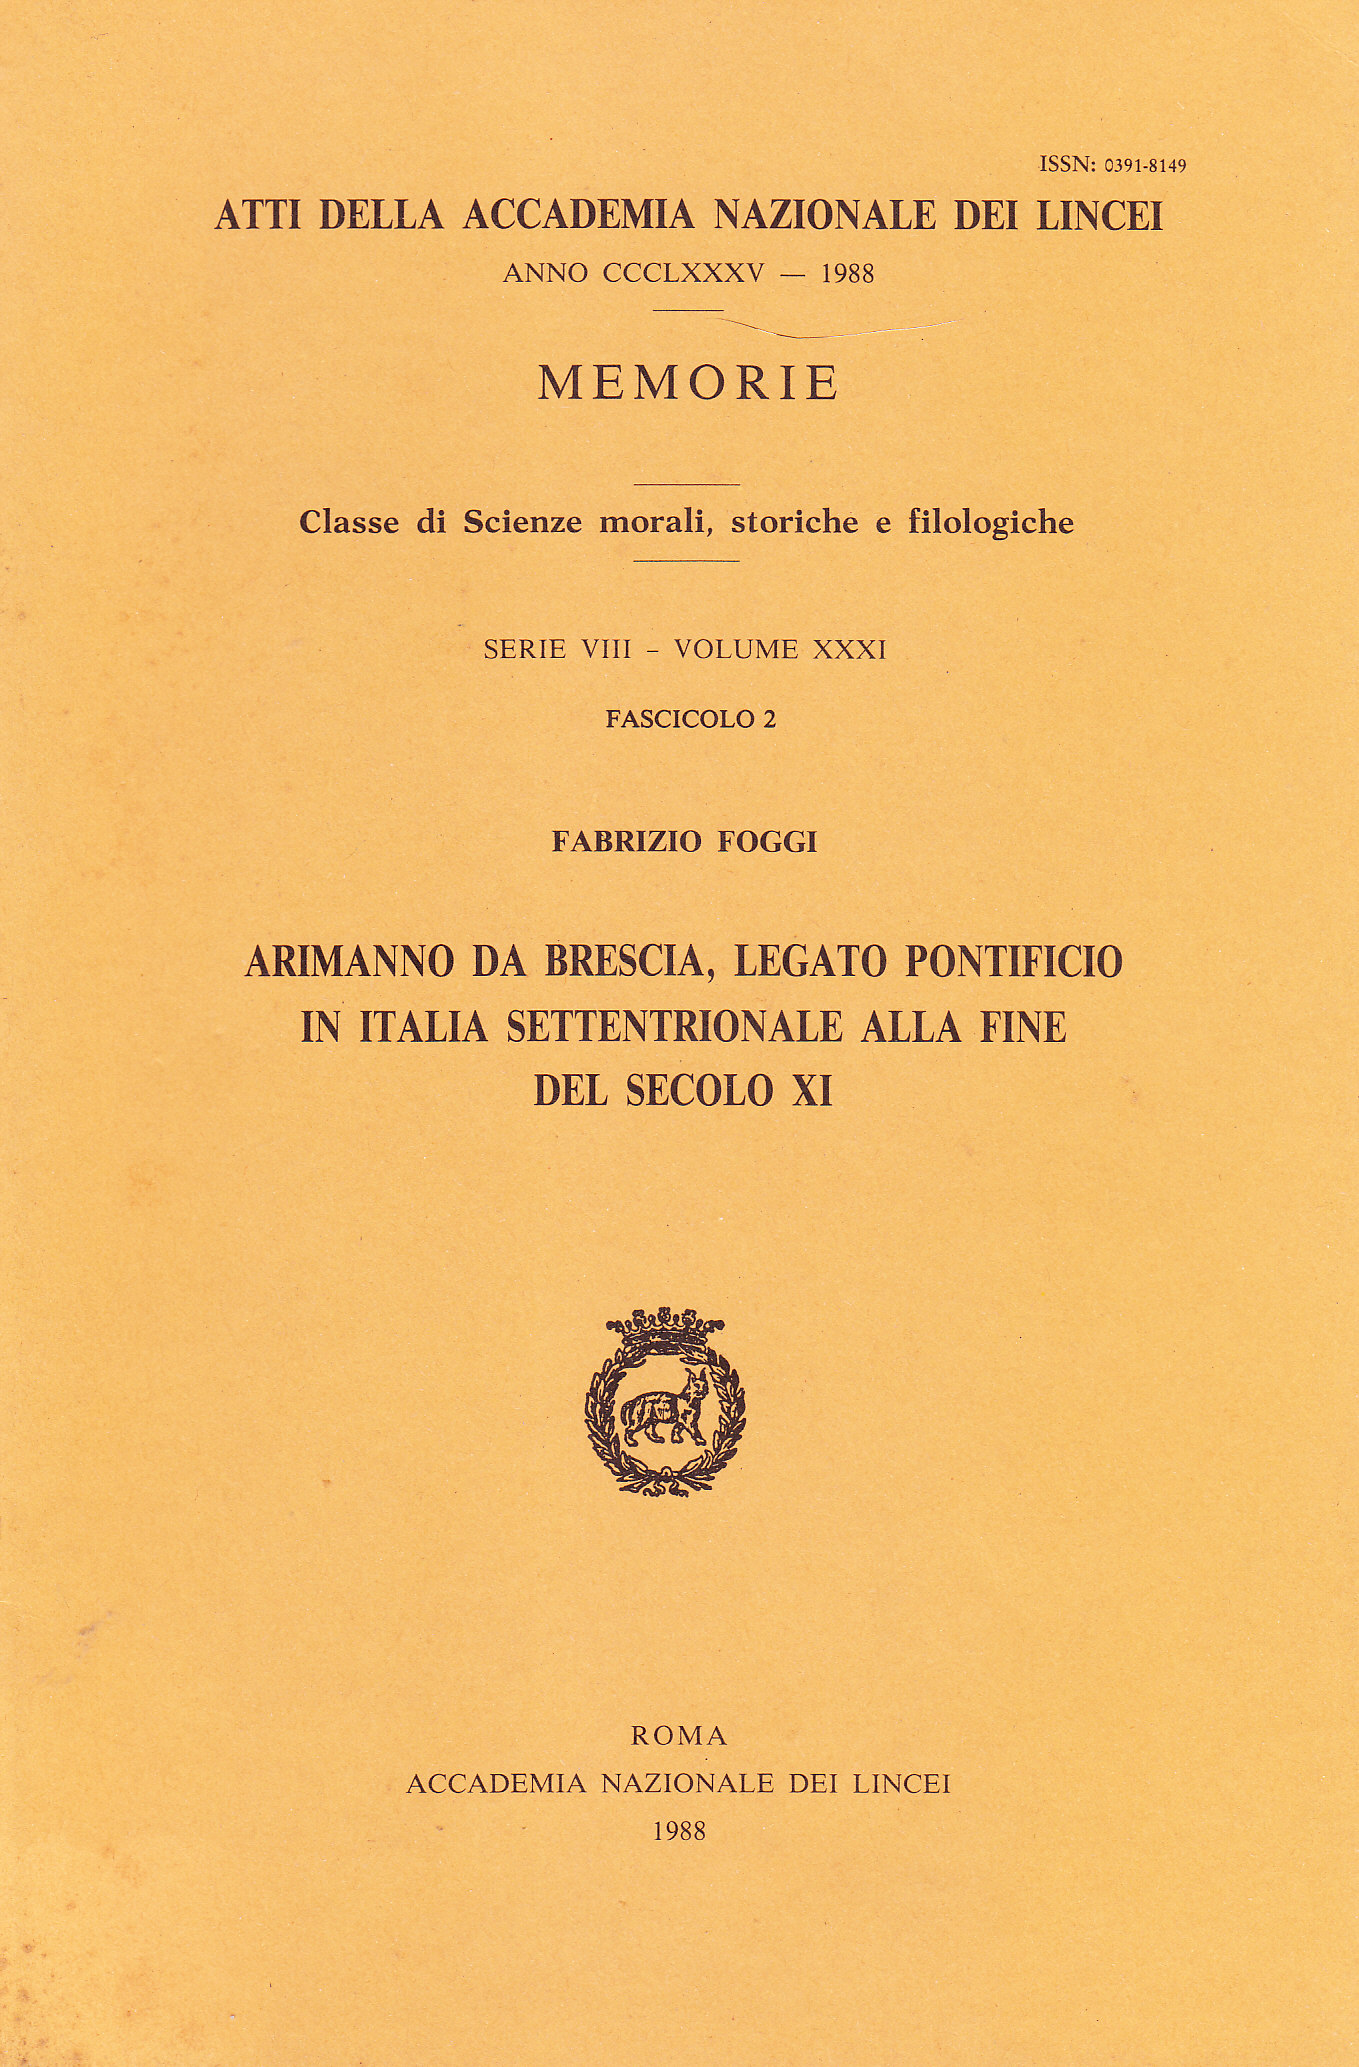 ISSN: 0391-8149
ATTI DELLA ACCADEMIA NAZIONALE DEI LINCEI
ANNO CCCLXXXV — 1988
MEMORIE
Classe di Scienze morali, storiche e filologiche
SERIE VIII – VOLUME XXXI
FASCICOLO 2
FABRIZIO FOGGI
ARIMANNO DA BRESCIA, LEGATO PONTIFICIO
IN ITALIA SETTENTRIONALE ALLA FINE
DEL SECOLO XI
ROMA
ACCADEMIA NAZIONALE DEI LINCEI
1988